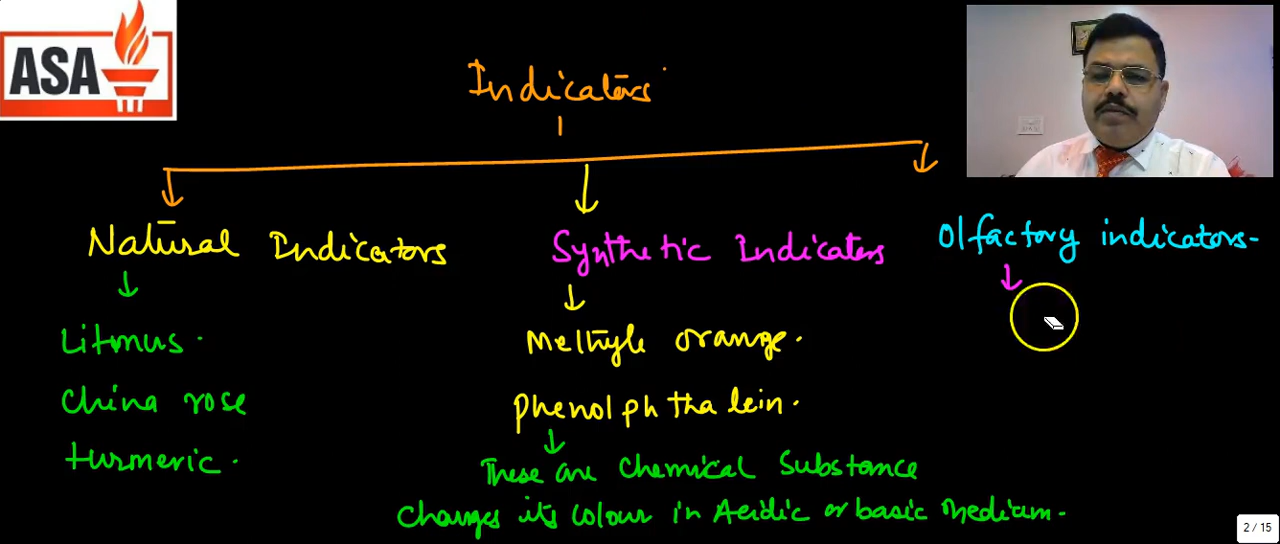 ASA
Indicators
Natural Indicators
Synthetic Indicators
Olfactory indicators-
Litmus.
China rose
turmeric.
Methyle orange.
phenolphthalein.
These are chemical Substance
changes its colour in Acidic or basic medium.
2 / 15